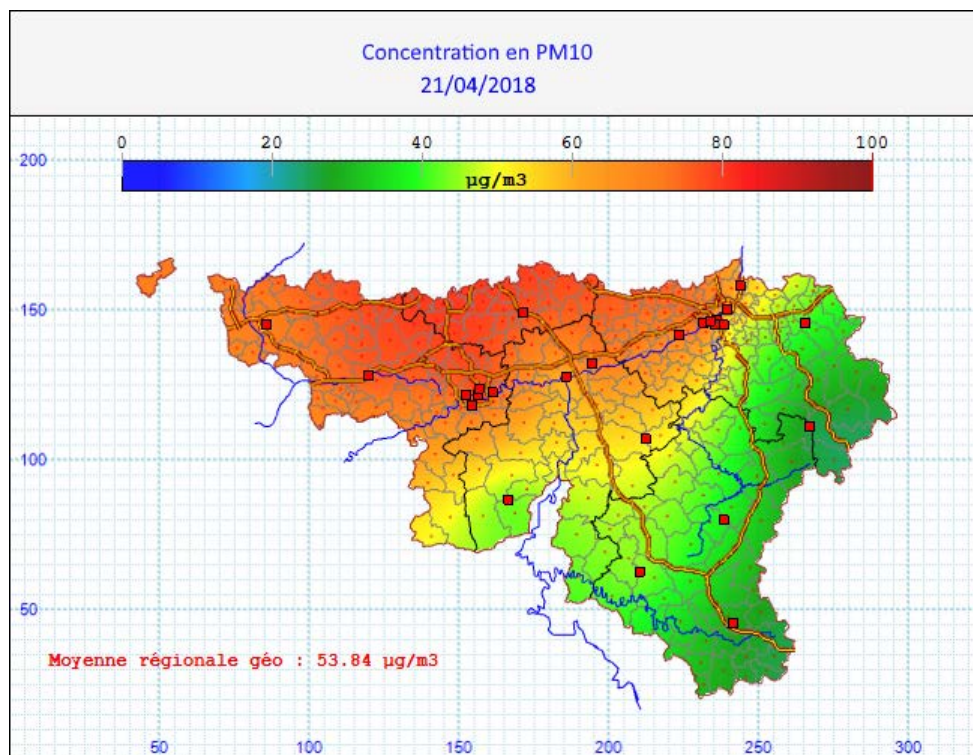 Concentration en PM10
21/04/2018
0 20 40 60 80 100
µg/m3
200
150
100
50
Moyenne régionale géo : 53.84 µg/m3
50 100 150 200 250 300